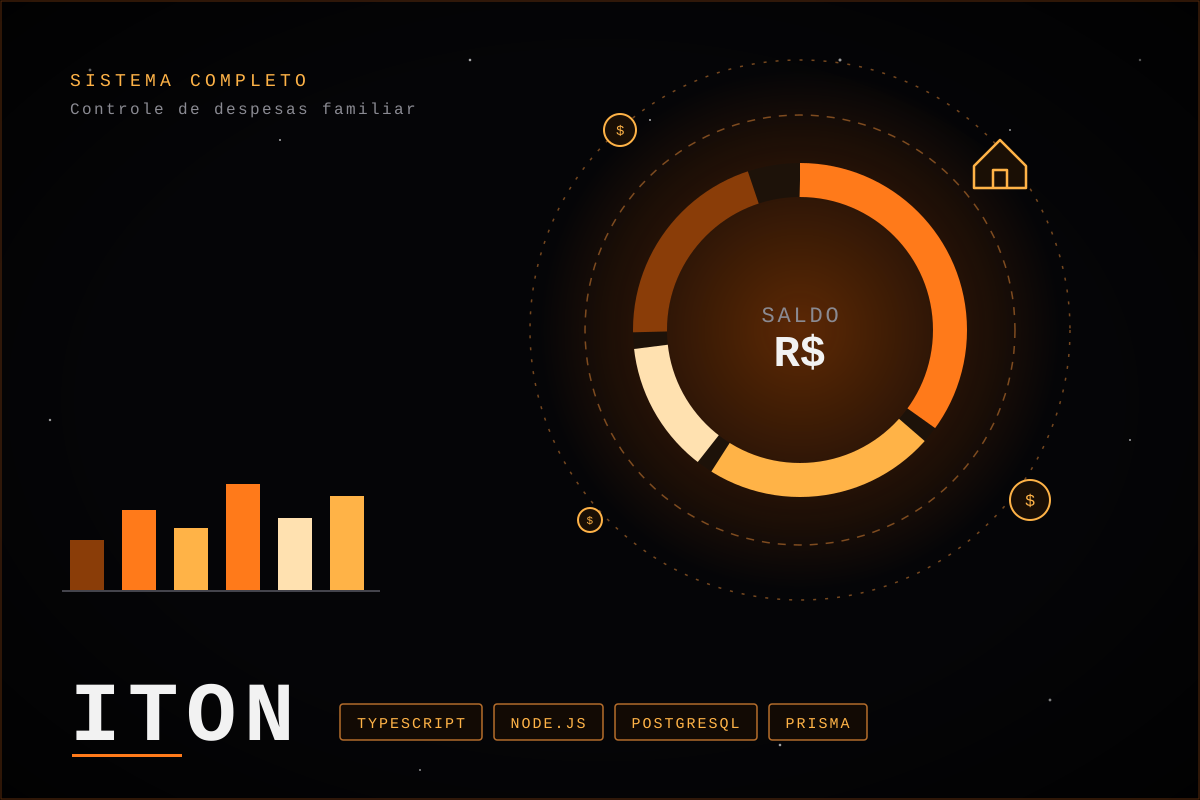 SISTEMA COMPLETO
Controle de despesas familiar
$
SALDO
R$
$
$
ITON
TYPESCRIPT
NODE.JS
POSTGRESQL
PRISMA